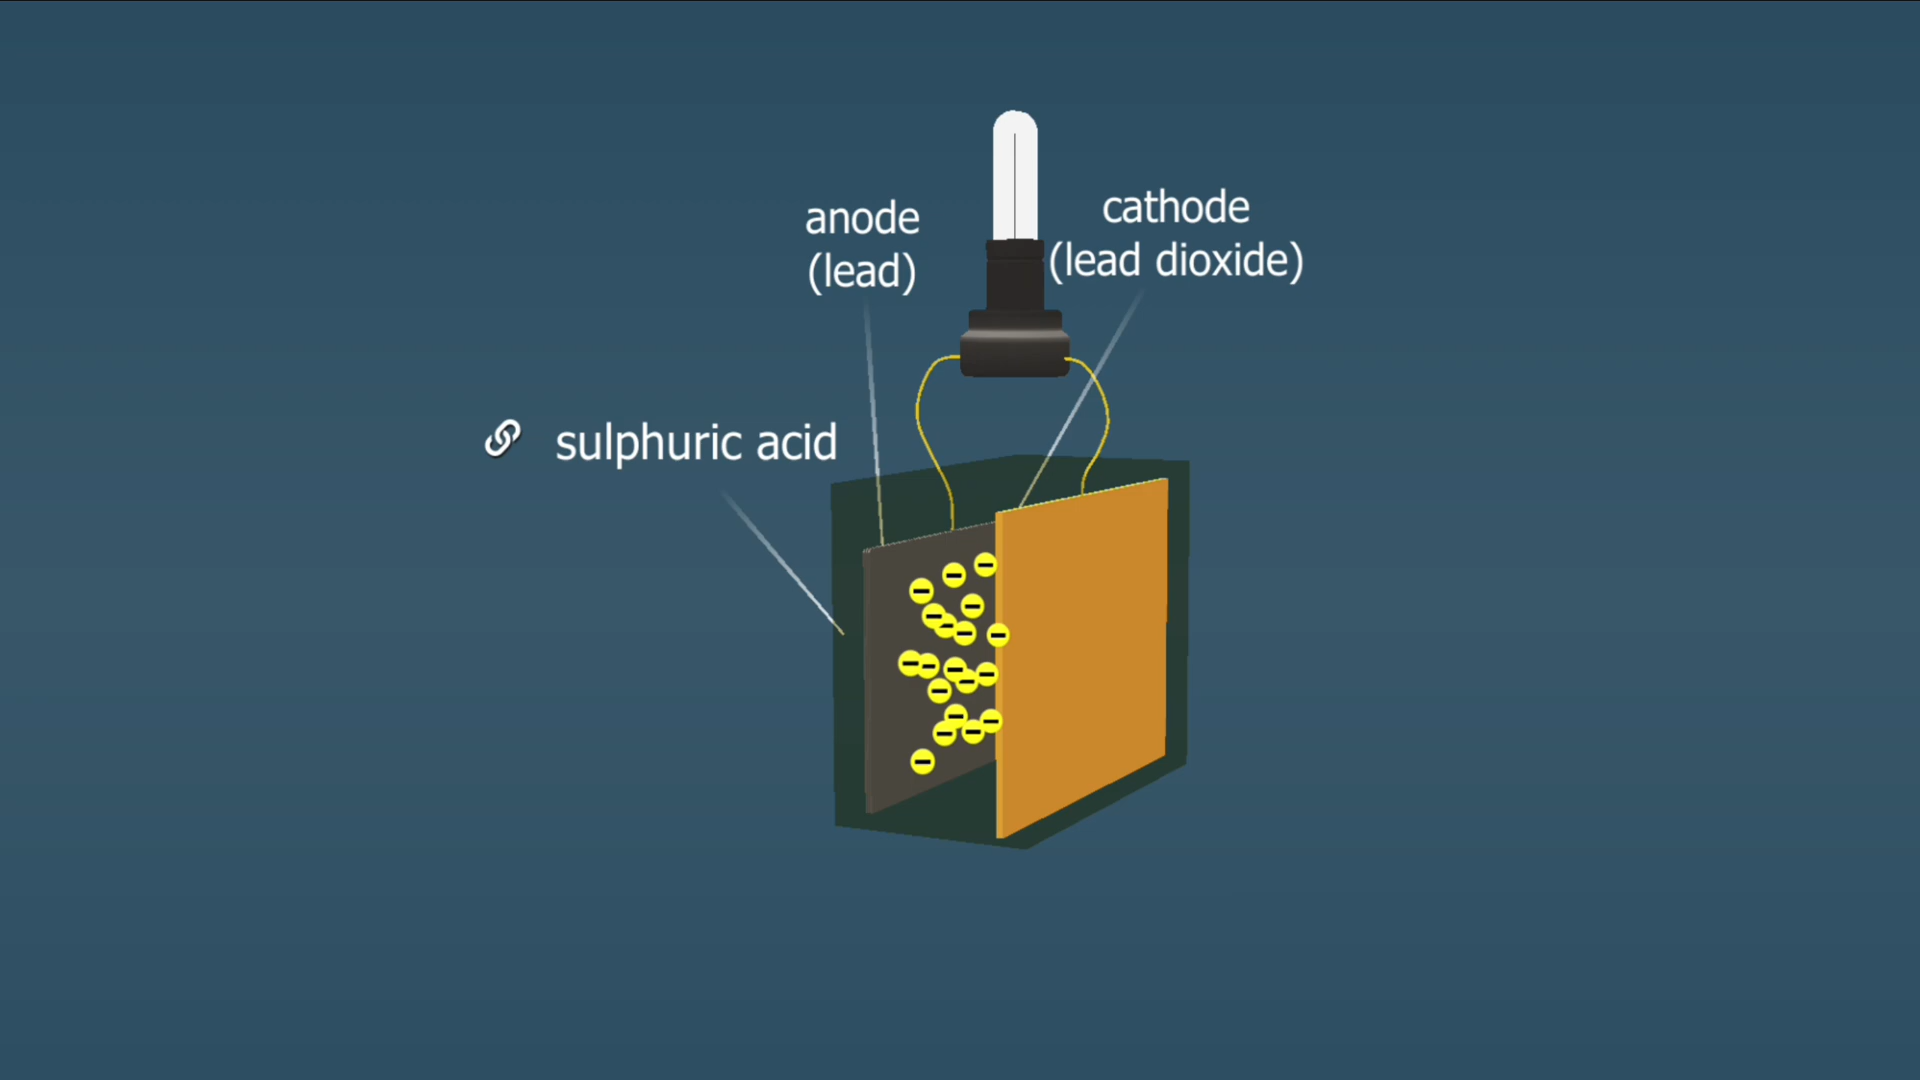 anode
(lead)
cathode
(lead dioxide)
sulphuric acid